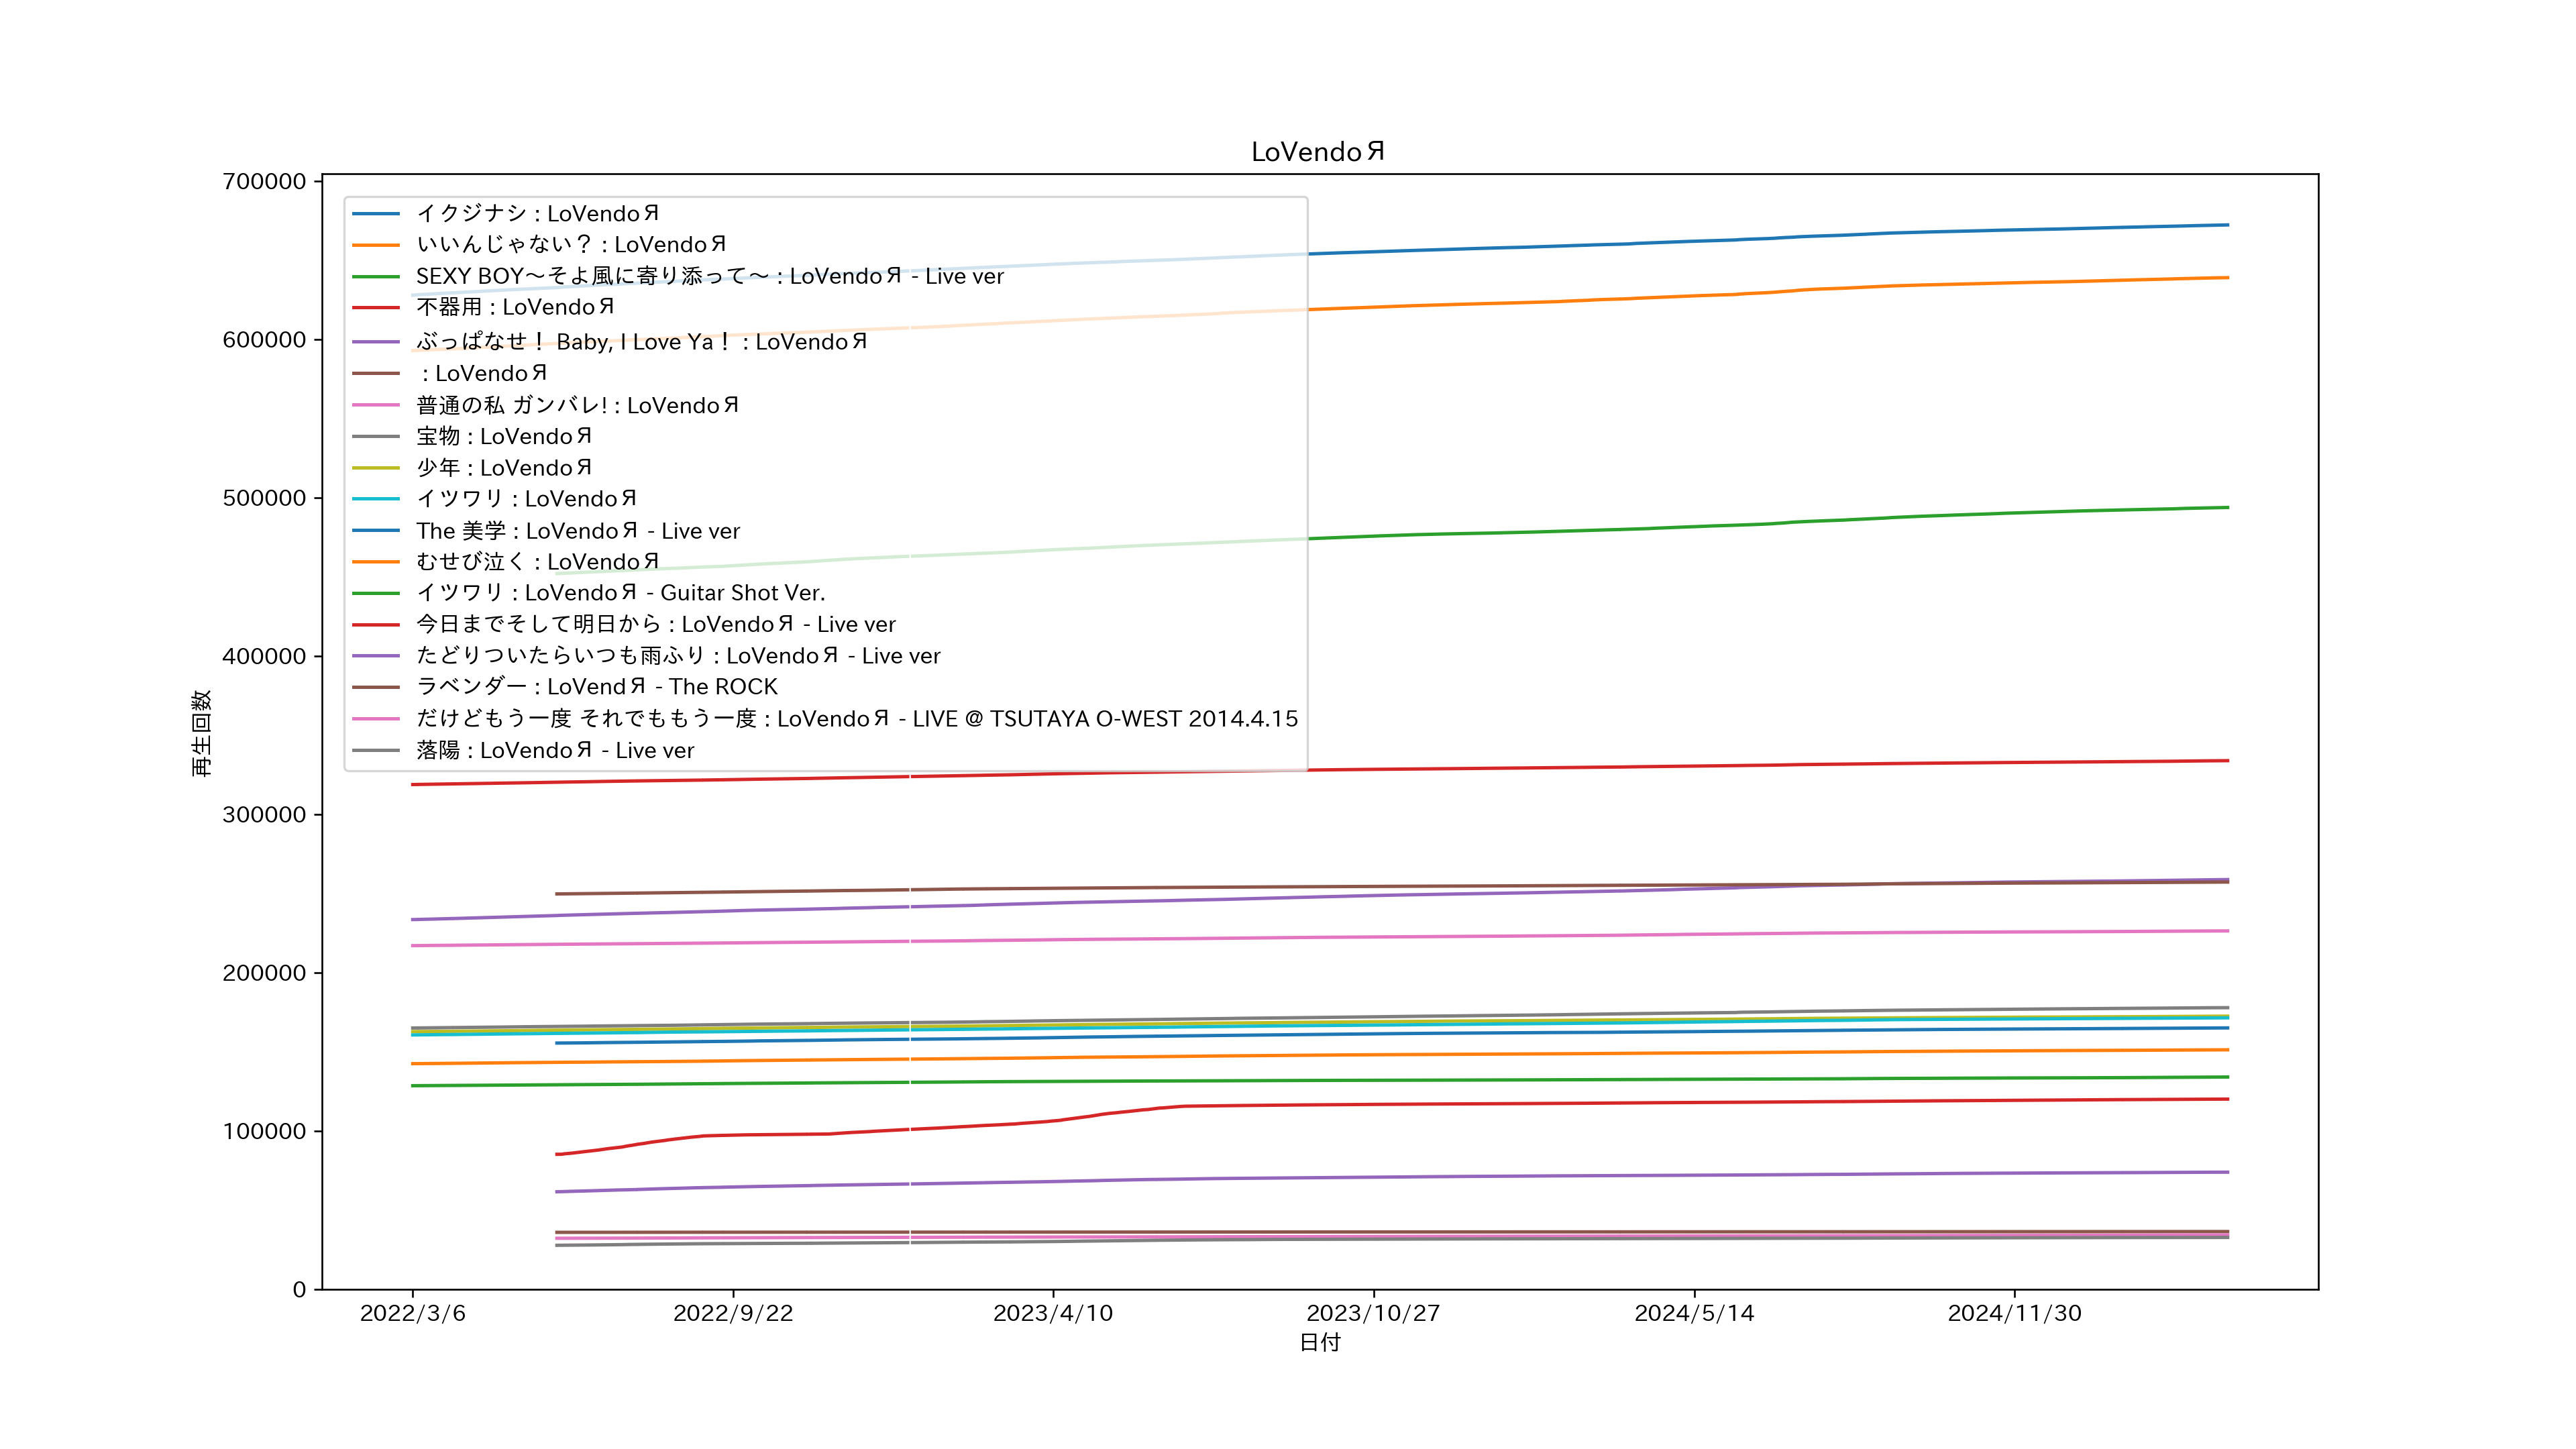 LoVendoЯ
700000
600000
500000
400000
300000
200000
100000
0
再生回数
イクジナシ : LoVendoЯ
いいんじゃない？ : LoVendoЯ
SEXY BOY〜そよ風に寄り添って〜 : LoVendoЯ - Live ver
不器用 : LoVendoЯ
ぶっぱなせ！ Baby, I Love Ya！ : LoVendoЯ
: LoVendoЯ
普通の私 ガンバレ! : LoVendoЯ
宝物 : LoVendoЯ
少年 : LoVendoЯ
イツワリ : LoVendoЯ
The 美学 : LoVendoЯ - Live ver
むせび泣く : LoVendoЯ
イツワリ : LoVendoЯ - Guitar Shot Ver.
今日までそして明日から : LoVendoЯ - Live ver
たどりついたらいつも雨ふり : LoVendoЯ - Live ver
ラベンダー : LoVendЯ - The ROCK
だけどもう一度 それでももう一度 : LoVendoЯ - LIVE @ TSUTAYA O-WEST 2014.4.15
落陽 : LoVendoЯ - Live ver
2022/3/6 2022/9/22 2023/4/10 2023/10/27 2024/5/14 2024/11/30
日付